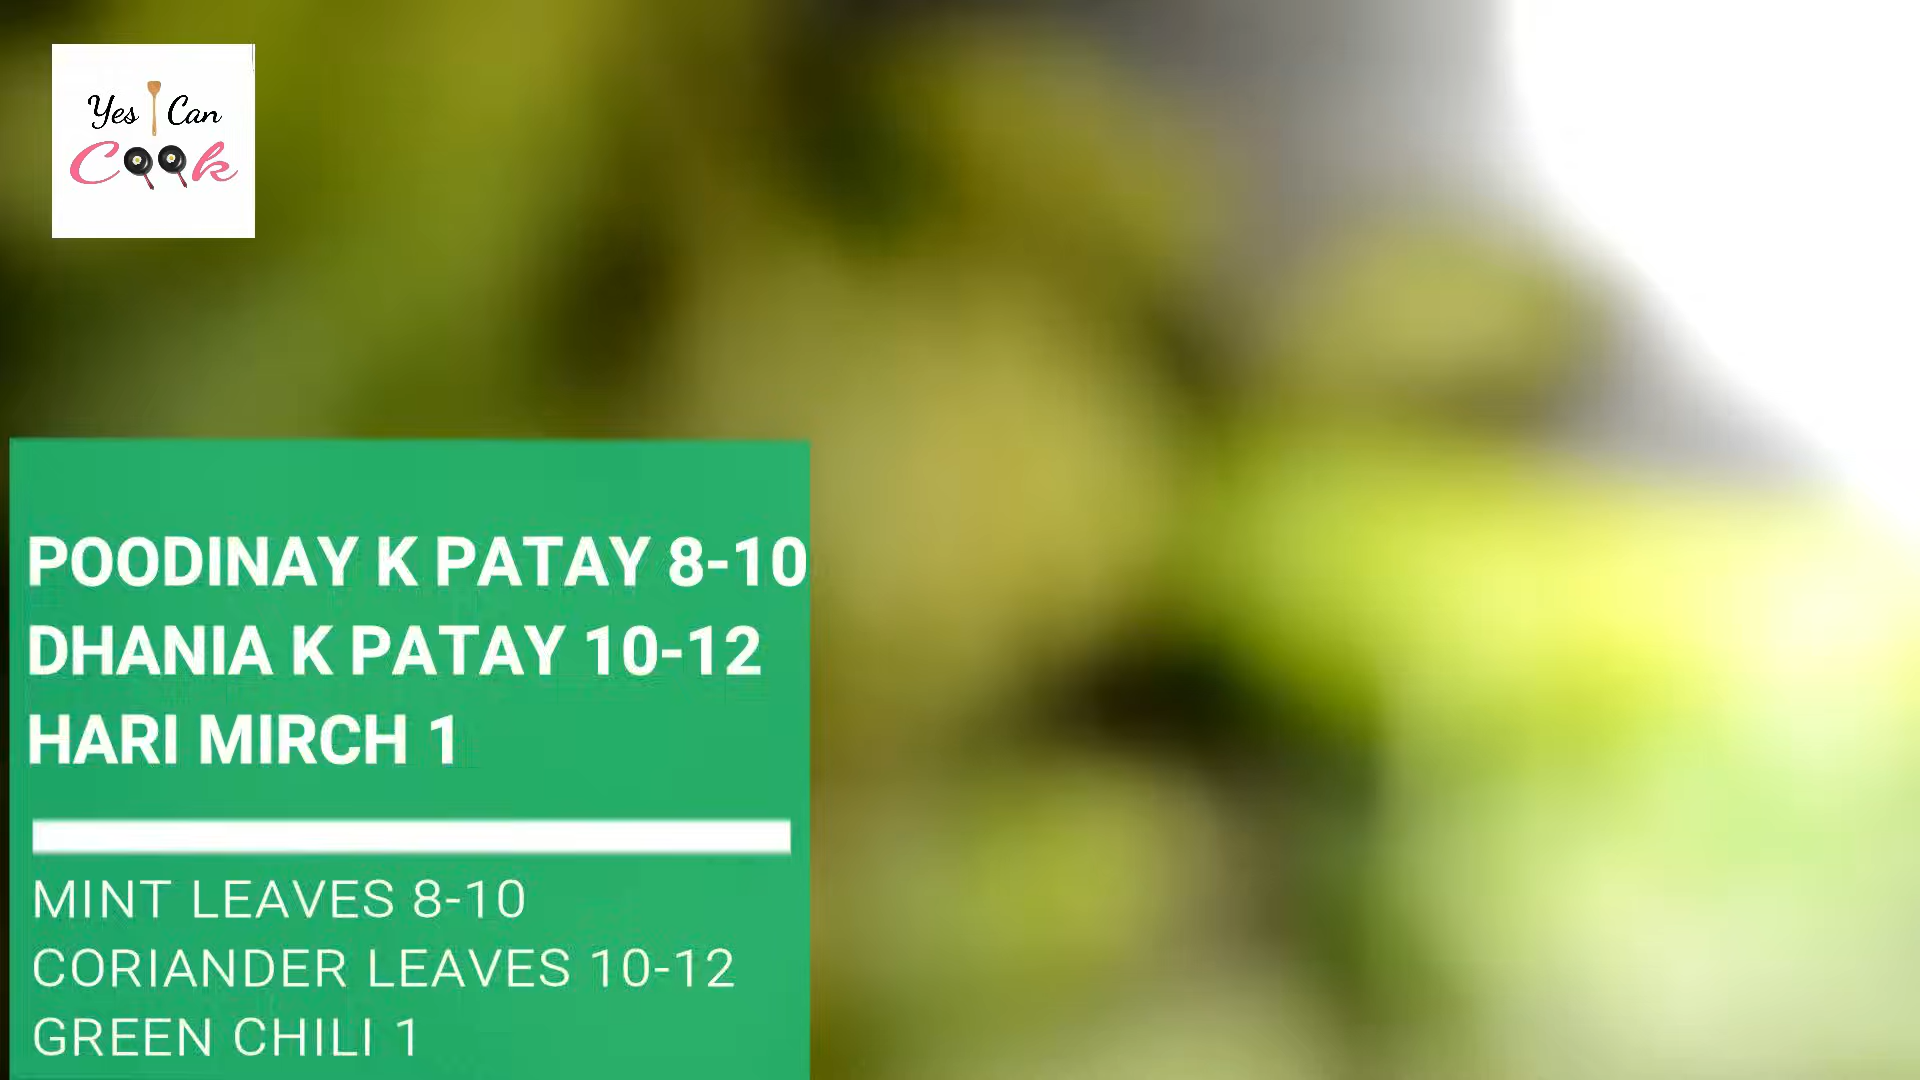 Yes Can
Cook
POODINAY K PATAY 8-10
DHANIA K PATAY 10-12
HARI MIRCH 1
MINT LEAVES 8-10
CORIANDER LEAVES 10-12
GREEN CHILI 1